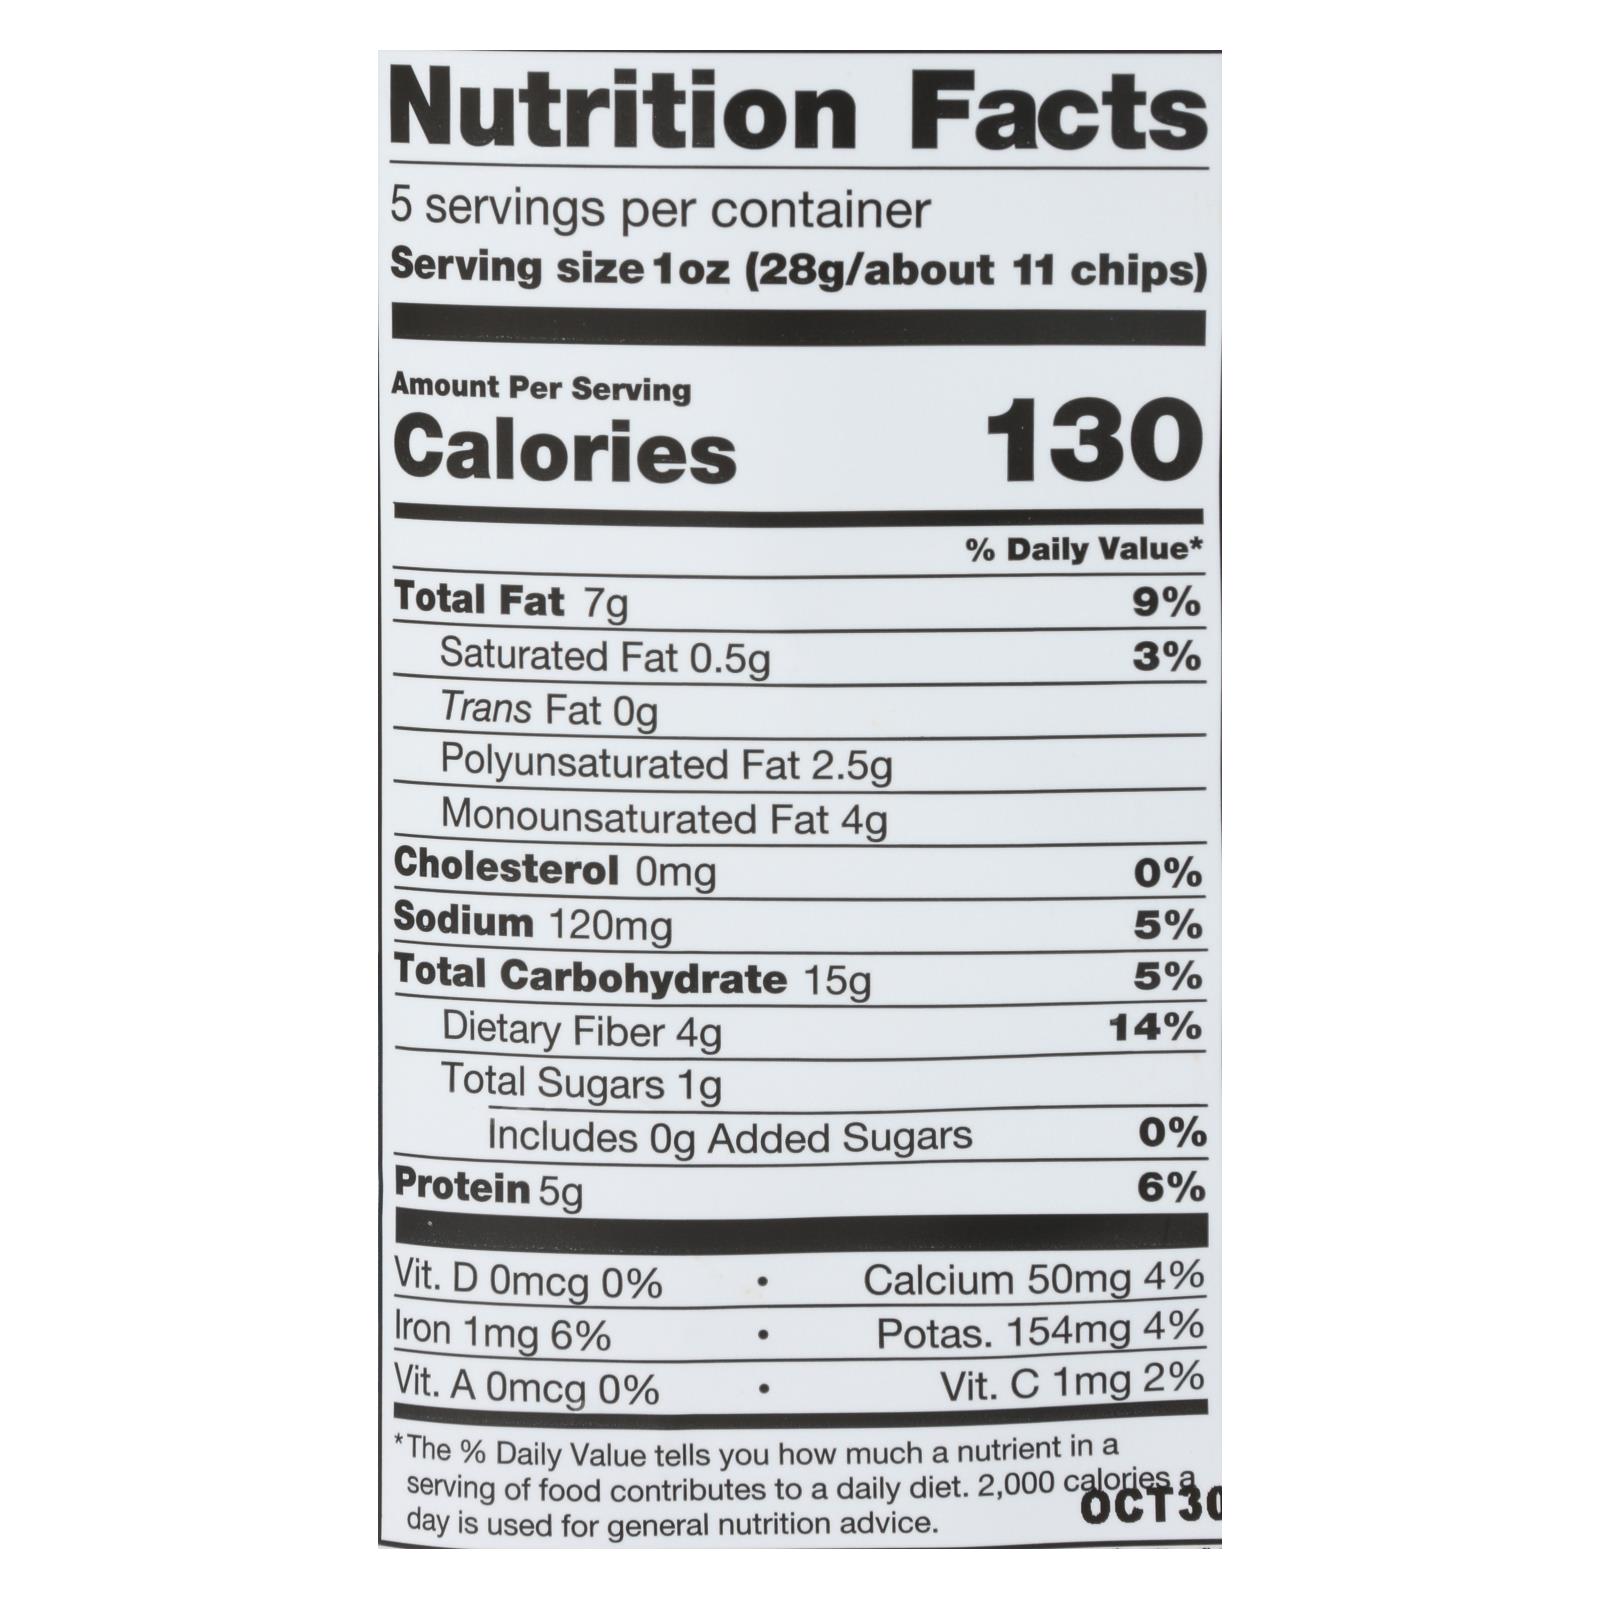 Nutrition Facts
5 servings per container
Serving size 1oz (28g/about 11 chips)
Amount Per Serving
Calories 130
% Daily Value*
Total Fat 7g 9%
Saturated Fat 0.5g 3%
Trans Fat 0g
Polyunsaturated Fat 2.5g
Monounsaturated Fat 4g
Cholesterol 0mg 0%
Sodium 120mg 5%
Total Carbohydrate 15g 5%
Dietary Fiber 4g 14%
Total Sugars 1g
Includes 0g Added Sugars 0%
Protein 5g 6%
Vit. D 0mcg 0% • Calcium 50mg 4%
Iron 1mg 6% • Potas. 154mg 4%
Vit. A 0mcg 0% • Vit. C 1mg 2%
*The % Daily Value tells you how much a nutrient in a
serving of food contributes to a daily diet. 2,000 calories a
day is used for general nutrition advice.
OCT 30